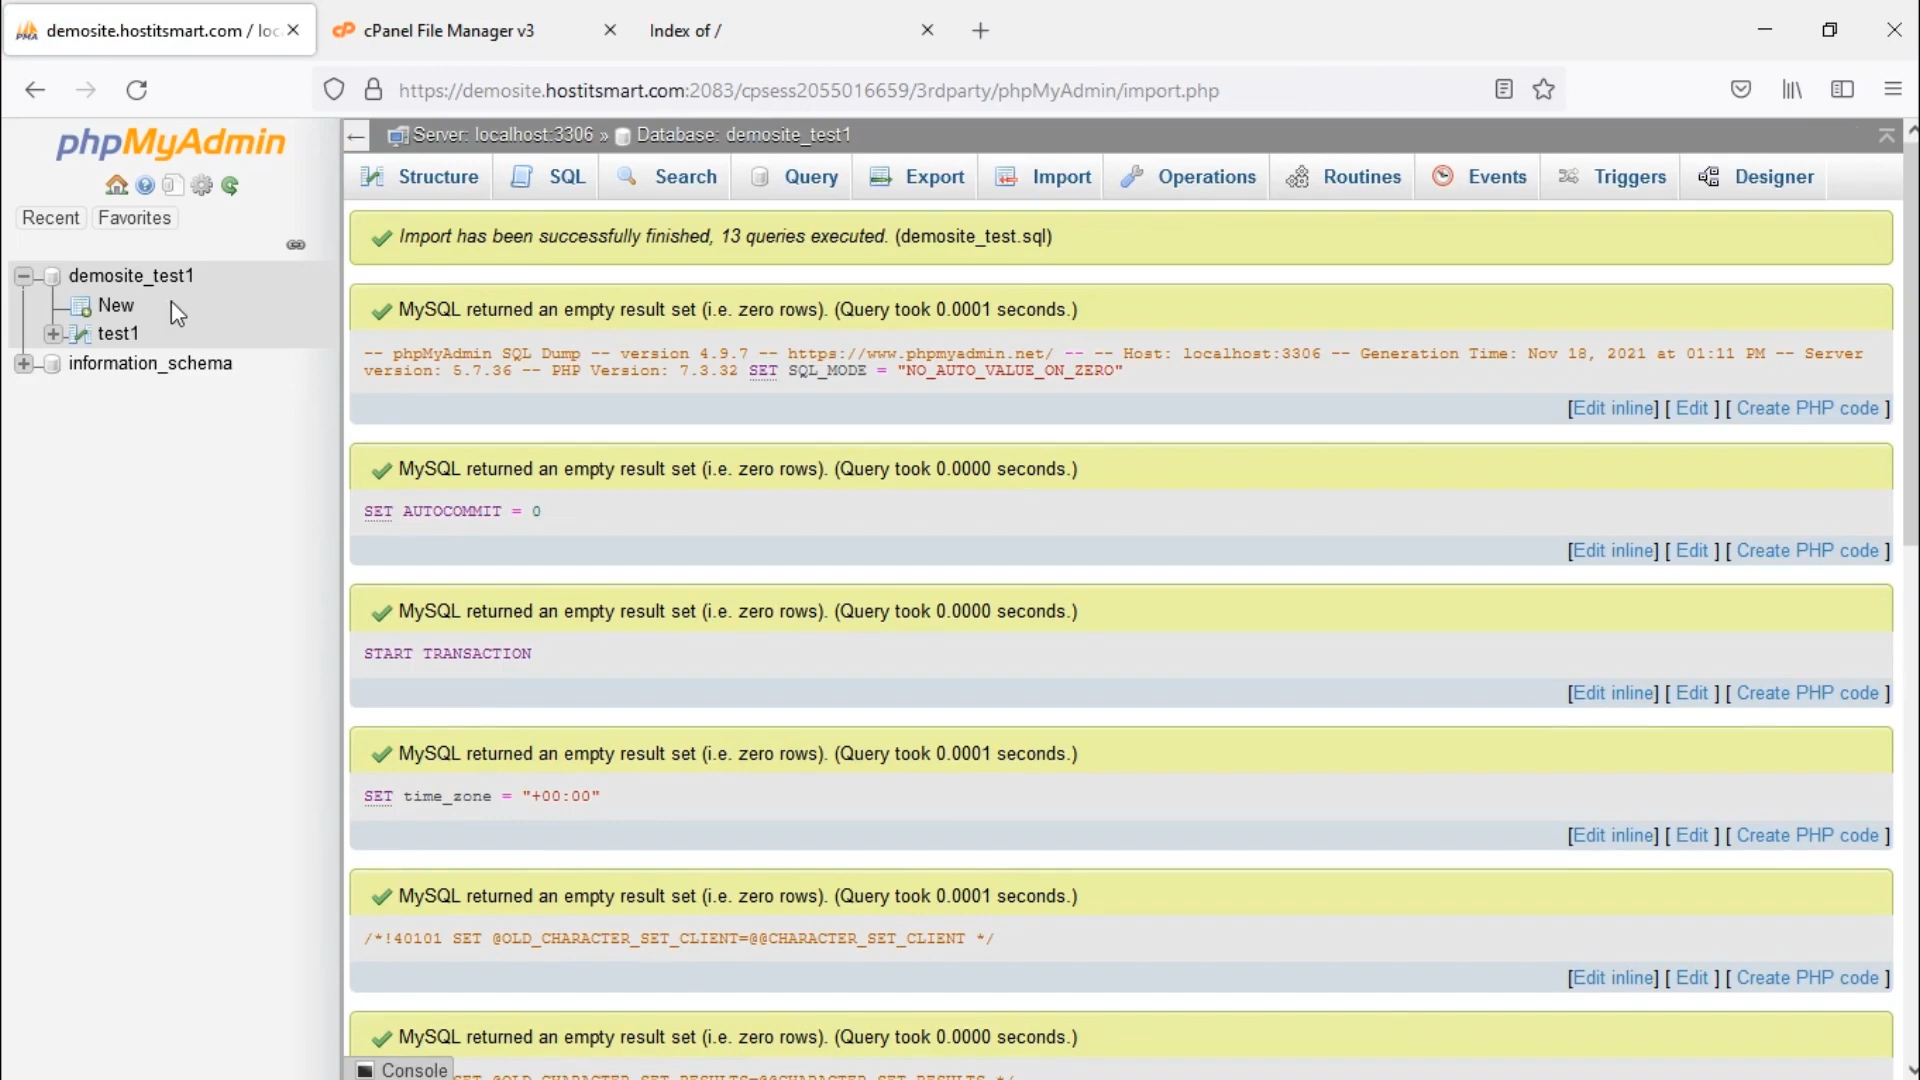 demosite.hostitsmart.com / loc
cPanel File Manager v3
Index of /
https://demosite.hostitsmart.com:2083/cpsess2055016659/3rdparty/phpMyAdmin/import.php
phpMyAdmin
Recent Favorites
demosite_test1
New
test1
information_schema
Server: localhost:3306 » Database: demosite_test1
Structure SQL Search Query Export Import Operations Routines Events Triggers Designer
Import has been successfully finished, 13 queries executed. (demosite_test.sql)
MySQL returned an empty result set (i.e. zero rows). (Query took 0.0001 seconds.)
-- phpMyAdmin SQL Dump -- version 4.9.7 -- https://www.phpmyadmin.net/ -- -- Host: localhost:3306 -- Generation Time: Nov 18, 2021 at 01:11 PM -- Server
version: 5.7.36 -- PHP Version: 7.3.32 SET SQL_MODE = "NO_AUTO_VALUE_ON_ZERO"
[Edit inline] [ Edit ] [ Create PHP code ]
MySQL returned an empty result set (i.e. zero rows). (Query took 0.0000 seconds.)
SET AUTOCOMMIT = 0
[Edit inline] [ Edit ] [ Create PHP code ]
MySQL returned an empty result set (i.e. zero rows). (Query took 0.0000 seconds.)
START TRANSACTION
[Edit inline] [ Edit ] [ Create PHP code ]
MySQL returned an empty result set (i.e. zero rows). (Query took 0.0001 seconds.)
SET time_zone = "+00:00"
[Edit inline] [ Edit ] [ Create PHP code ]
MySQL returned an empty result set (i.e. zero rows). (Query took 0.0001 seconds.)
/*!40101 SET @OLD_CHARACTER_SET_CLIENT=@@CHARACTER_SET_CLIENT */
[Edit inline] [ Edit ] [ Create PHP code ]
MySQL returned an empty result set (i.e. zero rows). (Query took 0.0000 seconds.)
Console
SET @OLD_CHARACTER_SET_RESULTS=@@CHARACTER_SET_RESULTS */